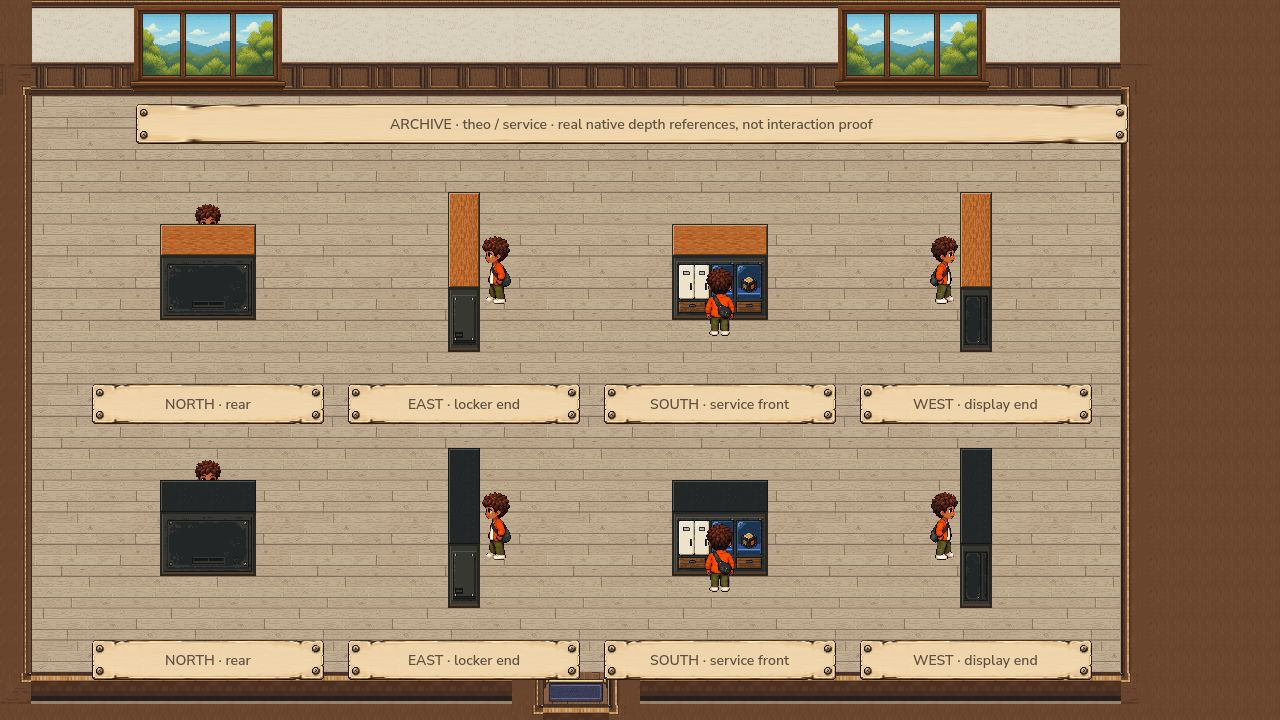 ARCHIVE · theo / service · real native depth references, not interaction proof
NORTH · rear
EAST · locker end
SOUTH · service front
WEST · display end
NORTH · rear
EAST · locker end
SOUTH · service front
WEST · display end